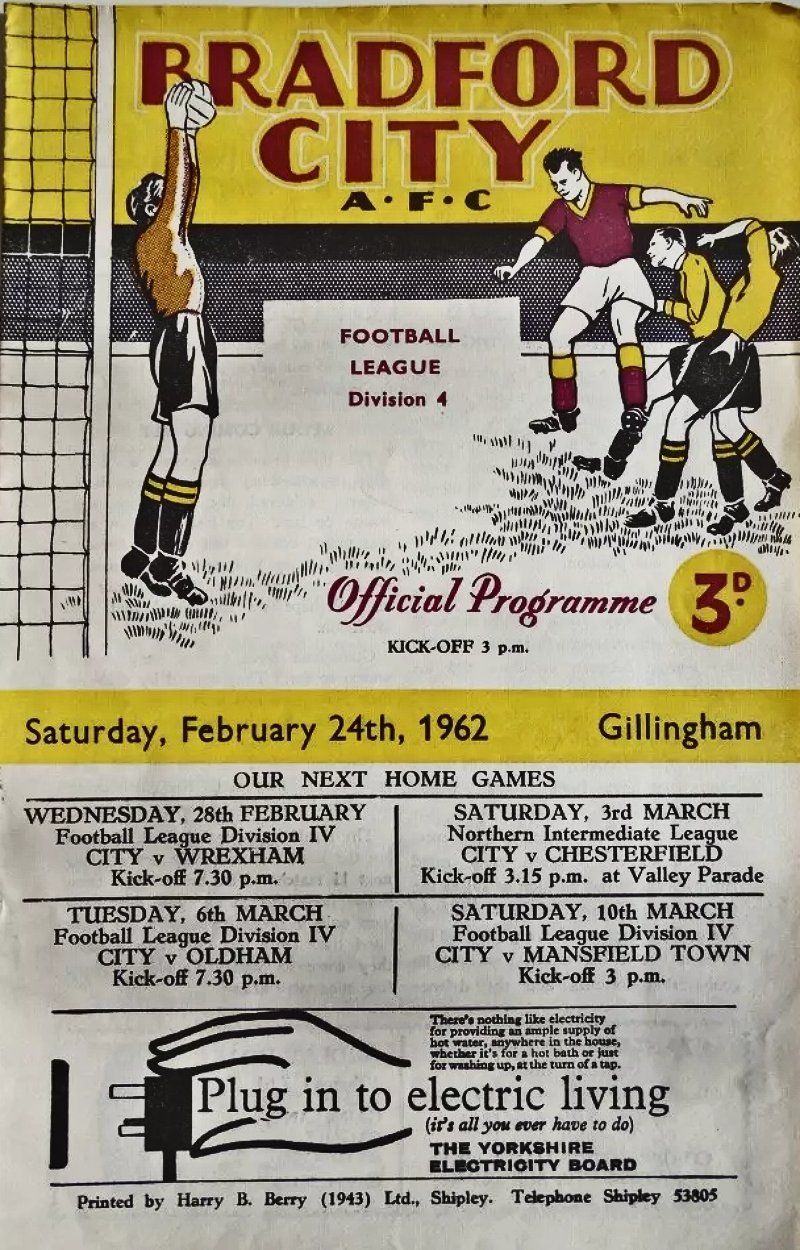 BRADFORD
CITY
A·F·C
FOOTBALL
LEAGUE
Division 4
Official Programme
3D.
KICK-OFF 3 p.m.
Saturday, February 24th, 1962 Gillingham
OUR NEXT HOME GAMES
WEDNESDAY, 28th FEBRUARY
Football League Division IV
CITY v WREXHAM
Kick-off 7.30 p.m.
SATURDAY, 3rd MARCH
Northern Intermediate League
CITY v CHESTERFIELD
Kick-off 3.15 p.m. at Valley Parade
TUESDAY, 6th MARCH
Football League Division IV
CITY v OLDHAM
Kick-off 7.30 p.m.
SATURDAY, 10th MARCH
Football League Division IV
CITY v MANSFIELD TOWN
Kick-off 3 p.m.
There's nothing like electricity
for providing an ample supply of
hot water, anywhere in the house,
whether it's for a hot bath or just
for washing up, at the turn of a tap.
Plug in to electric living
(it's all you ever have to do)
THE YORKSHIRE
ELECTRICITY BOARD
Printed by Harry B. Berry (1943) Ltd., Shipley. Telephone Shipley 53805